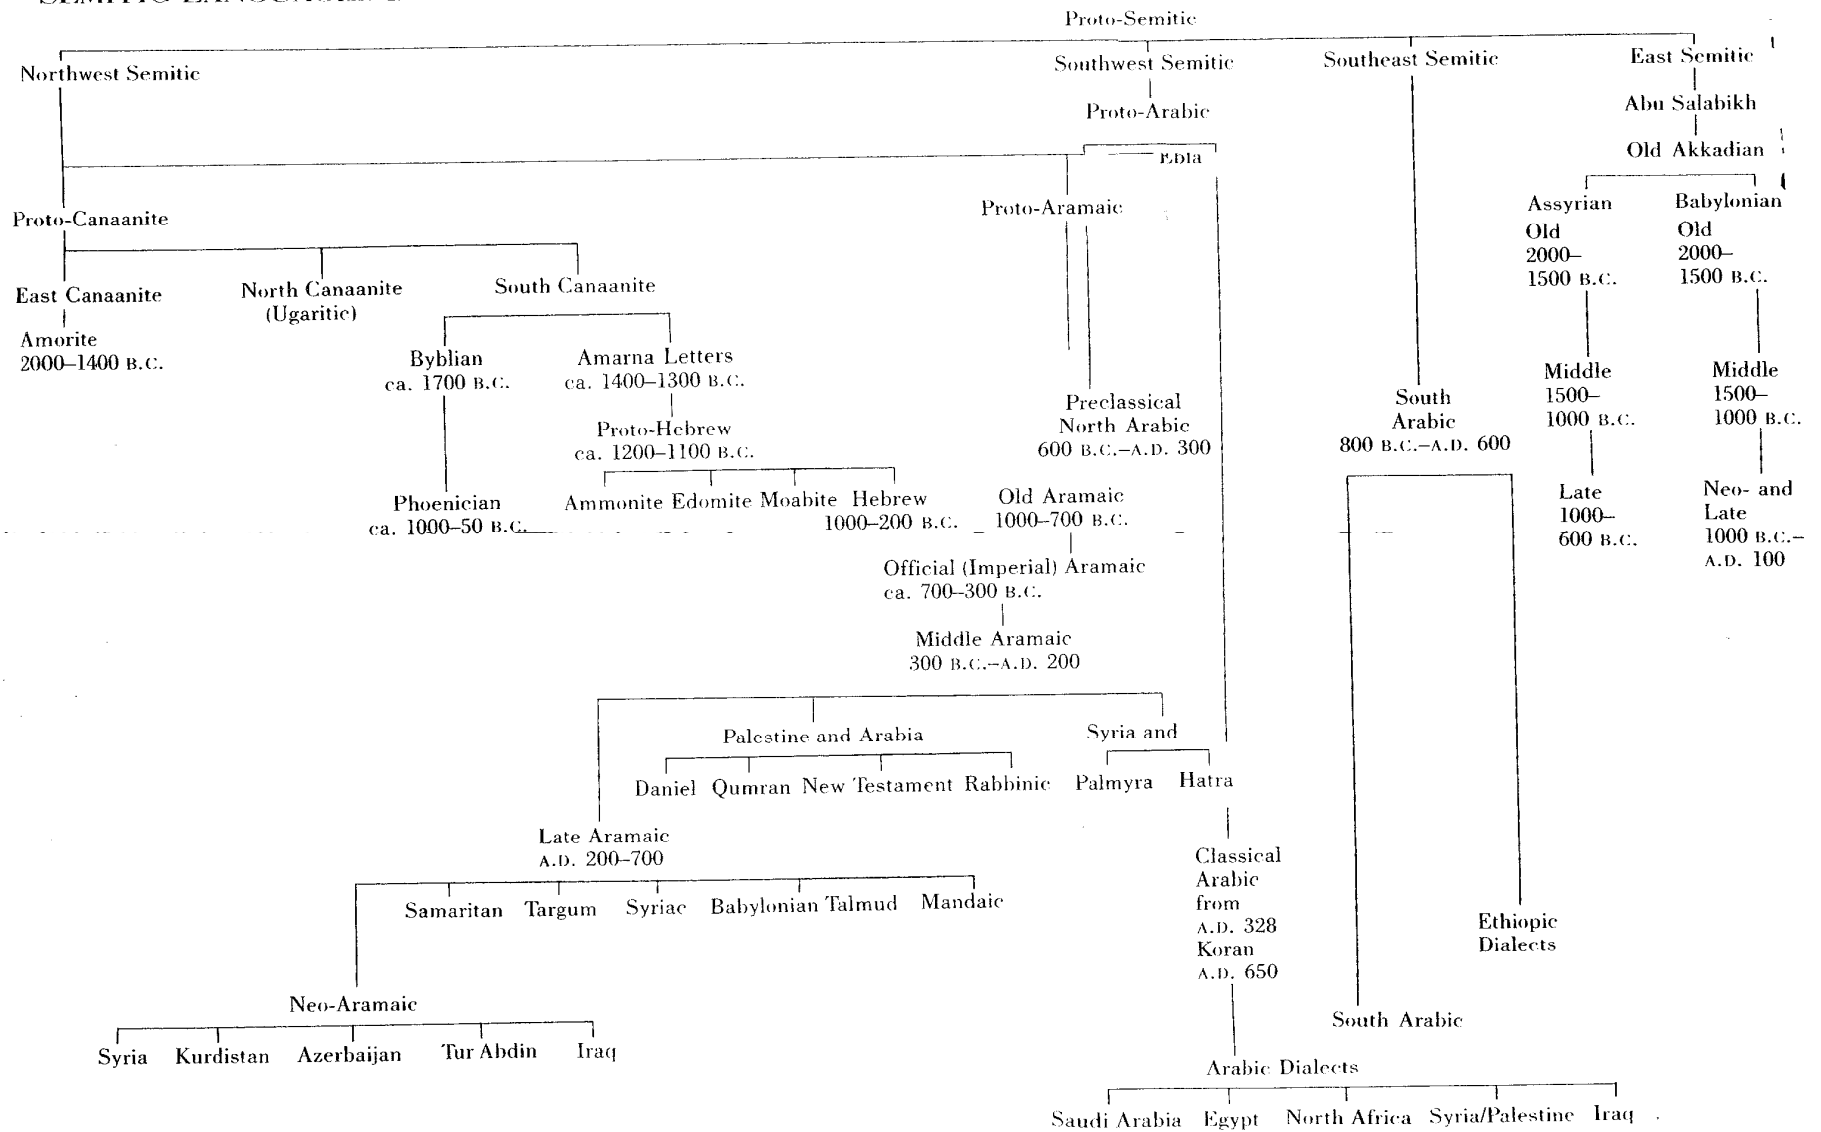 Proto-Semitic
Northwest Semitic
Southwest Semitic
Southeast Semitic
East Semitic
Proto-Arabic
Abu Salabikh
Ebla
Old Akkadian
Proto-Canaanite
Proto-Aramaic
Assyrian
Old
2000–
1500 B.C.
Babylonian
Old
2000–
1500 B.C.
East Canaanite
North Canaanite
(Ugaritic)
South Canaanite
Amorite
2000–1400 B.C.
Byblian
ca. 1700 B.C.
Amarna Letters
ca. 1400–1300 B.C.
Middle
1500–
1000 B.C.
Middle
1500–
1000 B.C.
Preclassical
North Arabic
600 B.C.–A.D. 300
South
Arabic
800 B.C.–A.D. 600
Proto-Hebrew
ca. 1200–1100 B.C.
Phoenician
ca. 1000–50 B.C.
Ammonite Edomite Moabite Hebrew
1000–200 B.C.
Old Aramaic
1000–700 B.C.
Late
1000–
600 B.C.
Neo- and
Late
1000 B.C.–
A.D. 100
Official (Imperial) Aramaic
ca. 700–300 B.C.
Middle Aramaic
300 B.C.–A.D. 200
Palestine and Arabia
Syria and
Daniel Qumran New Testament Rabbinic Palmyra Hatra
Late Aramaic
A.D. 200–700
Classical
Arabic
from
A.D. 328
Koran
A.D. 650
Samaritan Targum Syriac Babylonian Talmud Mandaic
Ethiopic
Dialects
Neo-Aramaic
South Arabic
Syria Kurdistan Azerbaijan Tur Abdin Iraq
Arabic Dialects
Saudi Arabia Egypt North Africa Syria/Palestine Iraq